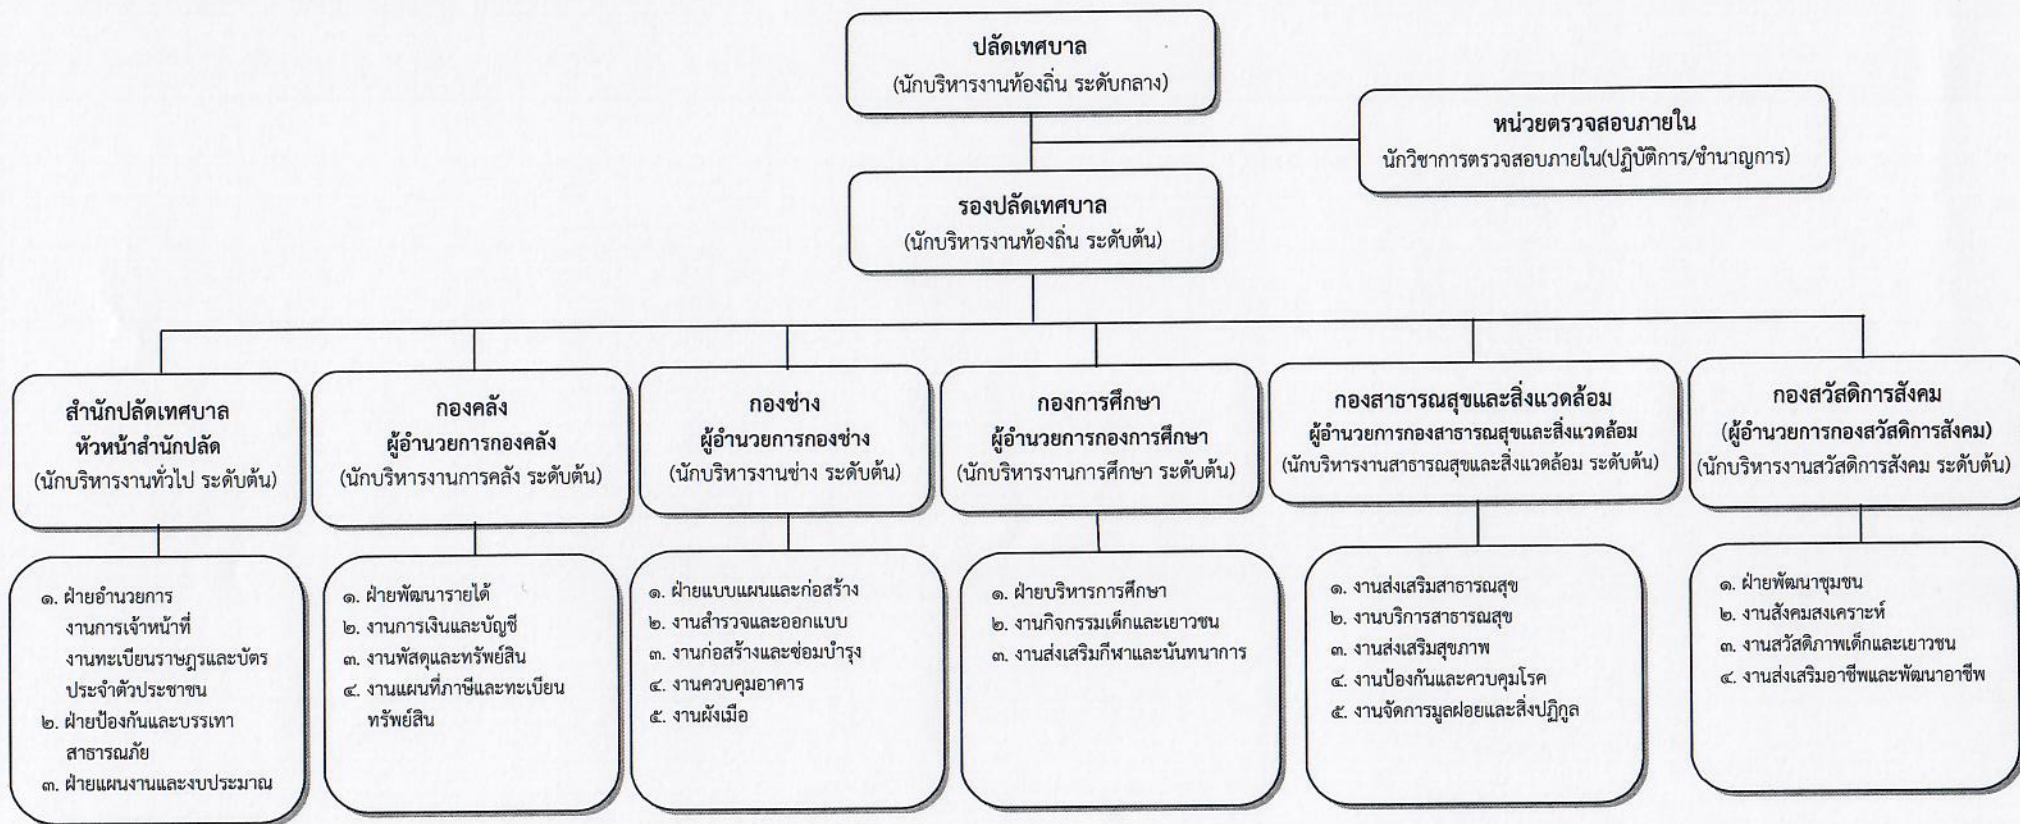 ปลัดเทศบาล
(นักบริหารงานท้องถิ่น ระดับกลาง)
หน่วยตรวจสอบภายใน
นักวิชาการตรวจสอบภายใน(ปฏิบัติการ/ชำนาญการ)
รองปลัดเทศบาล
(นักบริหารงานท้องถิ่น ระดับต้น)
สำนักปลัดเทศบาล
หัวหน้าสำนักปลัด
(นักบริหารงานทั่วไป ระดับต้น)
กองคลัง
ผู้อำนวยการกองคลัง
(นักบริหารงานการคลัง ระดับต้น)
กองช่าง
ผู้อำนวยการกองช่าง
(นักบริหารงานช่าง ระดับต้น)
กองการศึกษา
ผู้อำนวยการกองการศึกษา
(นักบริหารงานการศึกษา ระดับต้น)
กองสาธารณสุขและสิ่งแวดล้อม
ผู้อำนวยการกองสาธารณสุขและสิ่งแวดล้อม
(นักบริหารงานสาธารณสุขและสิ่งแวดล้อม ระดับต้น)
กองสวัสดิการสังคม
(ผู้อำนวยการกองสวัสดิการสังคม)
(นักบริหารงานสวัสดิการสังคม ระดับต้น)
๑. ฝ่ายอำนวยการ
งานการเจ้าหน้าที่
งานทะเบียนราษฎรและบัตร
ประจำตัวประชาชน
๒. ฝ่ายป้องกันและบรรเทา
สาธารณภัย
๓. ฝ่ายแผนงานและงบประมาณ
๑. ฝ่ายพัฒนารายได้
๒. งานการเงินและบัญชี
๓. งานพัสดุและทรัพย์สิน
๔. งานแผนที่ภาษีและทะเบียน
ทรัพย์สิน
๑. ฝ่ายแบบแผนและก่อสร้าง
๒. งานสำรวจและออกแบบ
๓. งานก่อสร้างและซ่อมบำรุง
๔. งานควบคุมอาคาร
๕. งานผังเมือ
๑. ฝ่ายบริหารการศึกษา
๒. งานกิจกรรมเด็กและเยาวชน
๓. งานส่งเสริมกีฬาและนันทนาการ
๑. งานส่งเสริมสาธารณสุข
๒. งานบริการสาธารณสุข
๓. งานส่งเสริมสุขภาพ
๔. งานป้องกันและควบคุมโรค
๕. งานจัดการมูลฝอยและสิ่งปฏิกูล
๑. ฝ่ายพัฒนาชุมชน
๒. งานสังคมสงเคราะห์
๓. งานสวัสดิภาพเด็กและเยาวชน
๔. งานส่งเสริมอาชีพและพัฒนาอาชีพ